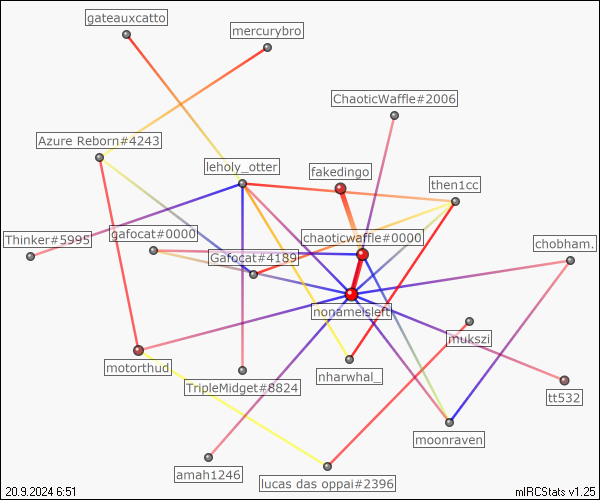 gateauxcatto
mercurybro
ChaoticWaffle#2006
Azure Reborn#4243
leholy_otter
fakedingo
then1cc
gafocat#0000
chaoticwaffle#0000
Thinker#5995
chobham.
Gafocat#4189
nonameisleft
mukszi
motorthud
nharwhal_
TripleMidget#8824
tt532
moonraven
amah1246
lucas das oppai#2396
20.9.2024 6:51
mIRCStats v1.25